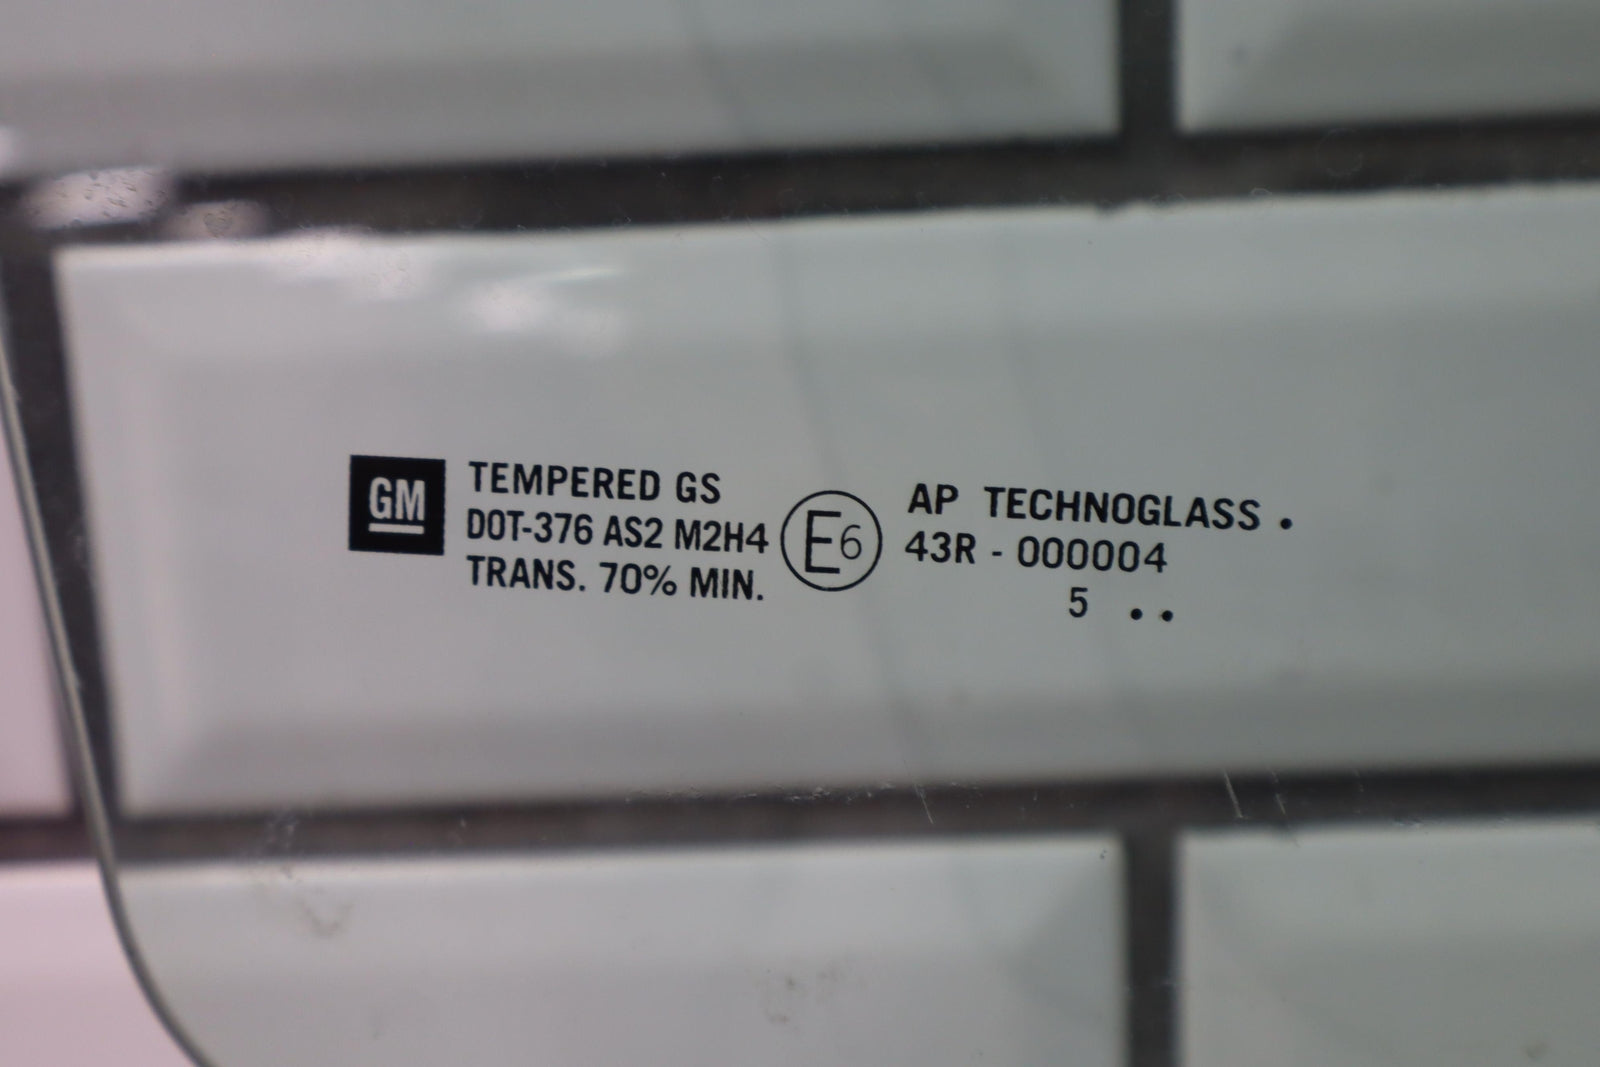 GM
TEMPERED GS
DOT-376 AS2 M2H4
TRANS. 70% MIN.
E6
AP TECHNOGLASS .
43R - 000004
5 ..